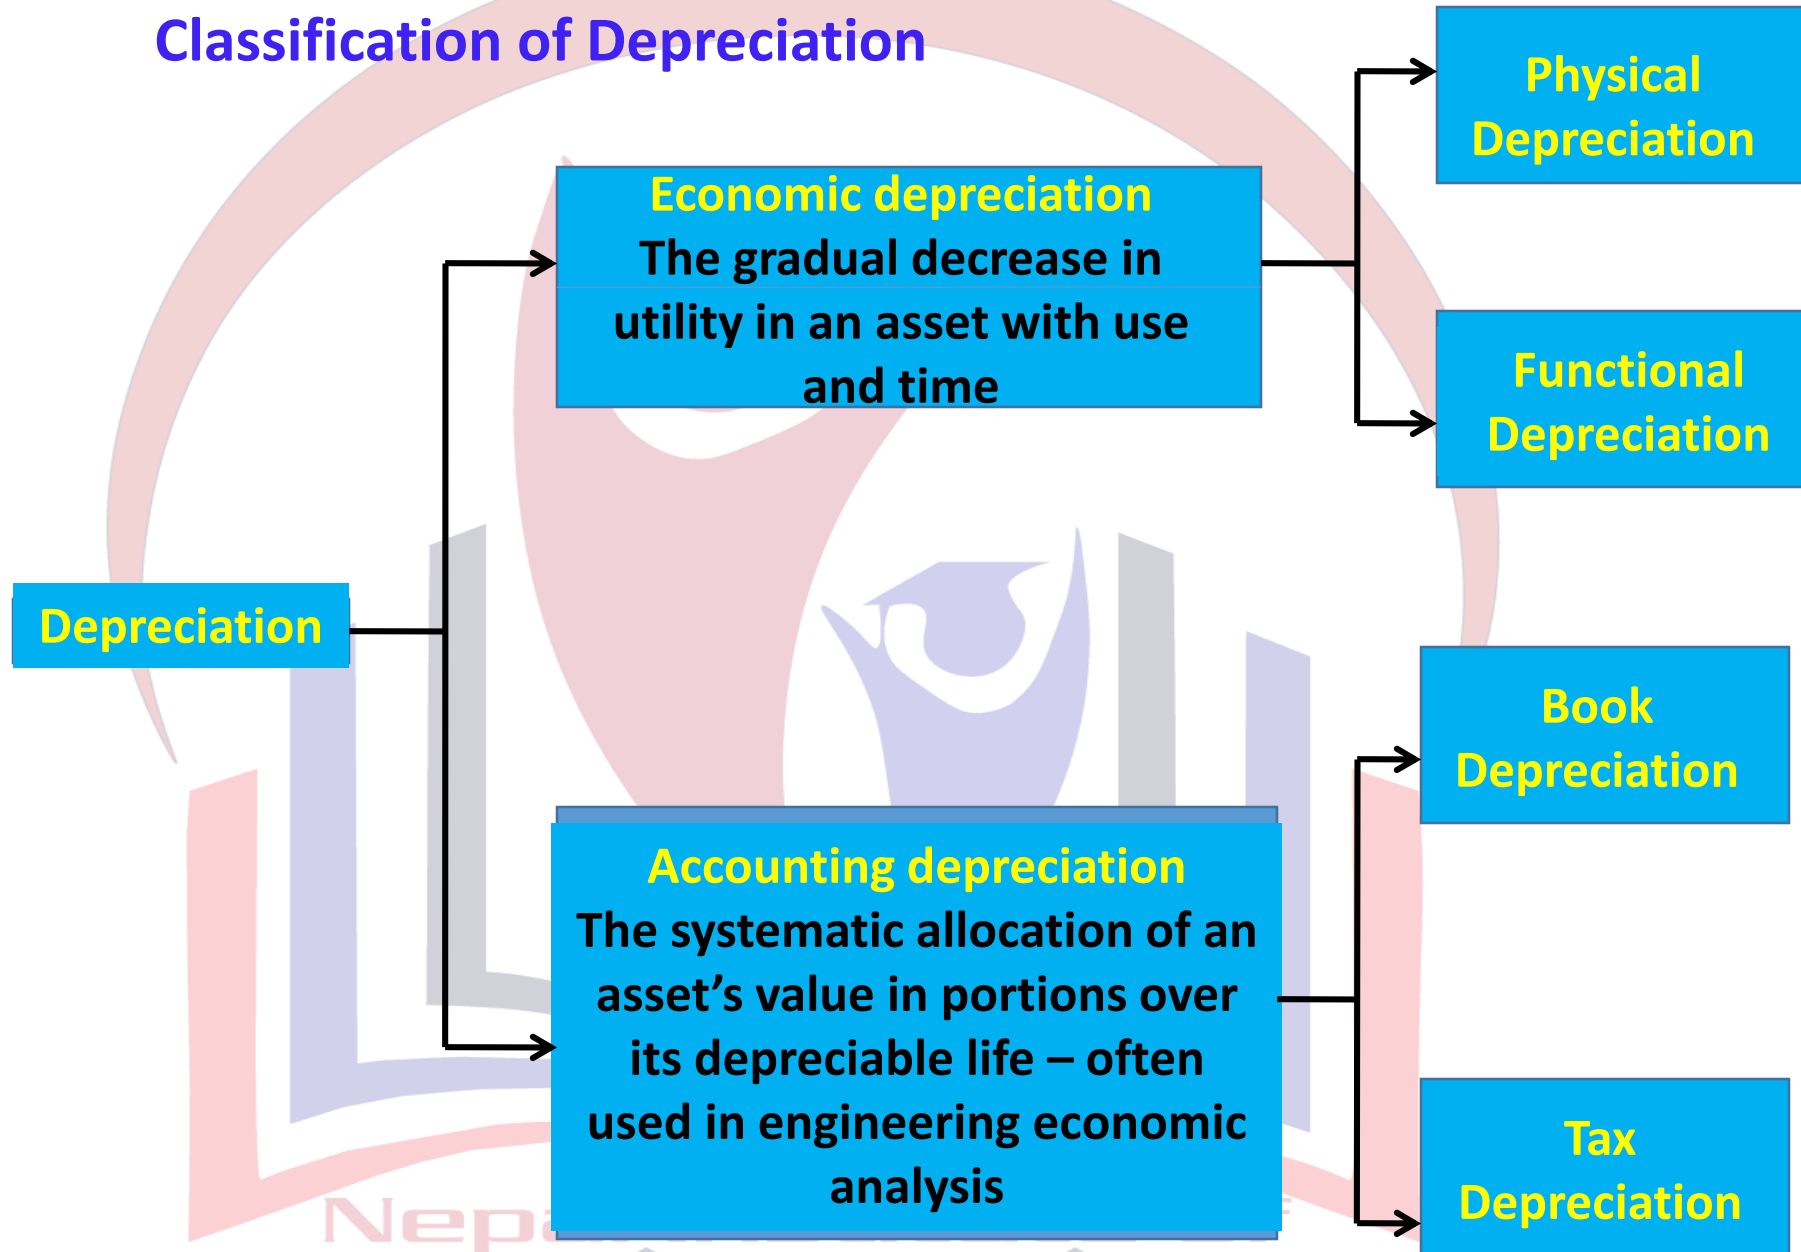 Classification of Depreciation
Physical
Depreciation
Economic depreciation
The gradual decrease in
utility in an asset with use
and time
Functional
Depreciation
Depreciation
Book
Depreciation
Accounting depreciation
The systematic allocation of an
asset’s value in portions over
its depreciable life – often
used in engineering economic
analysis
Tax
Depreciation